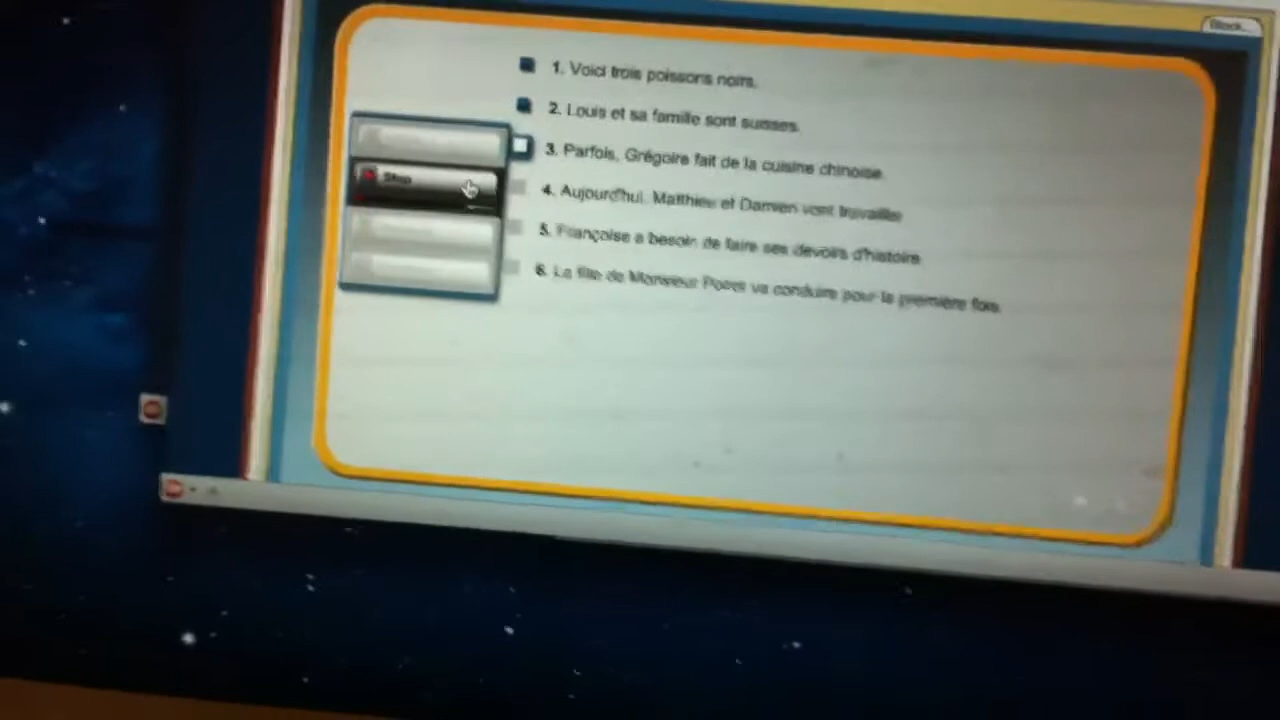 Block...
1. Voici trois poissons noirs.
2. Louis et sa famille sont suisses.
3. Parfois, Grégoire fait de la cuisine chinoise.
Stop
4. Aujourd'hui, Matthieu et Damien vont travailler.
5. Françoise a besoin de faire ses devoirs d'histoire.
6. La fille de Monsieur va conduire pour la première fois.